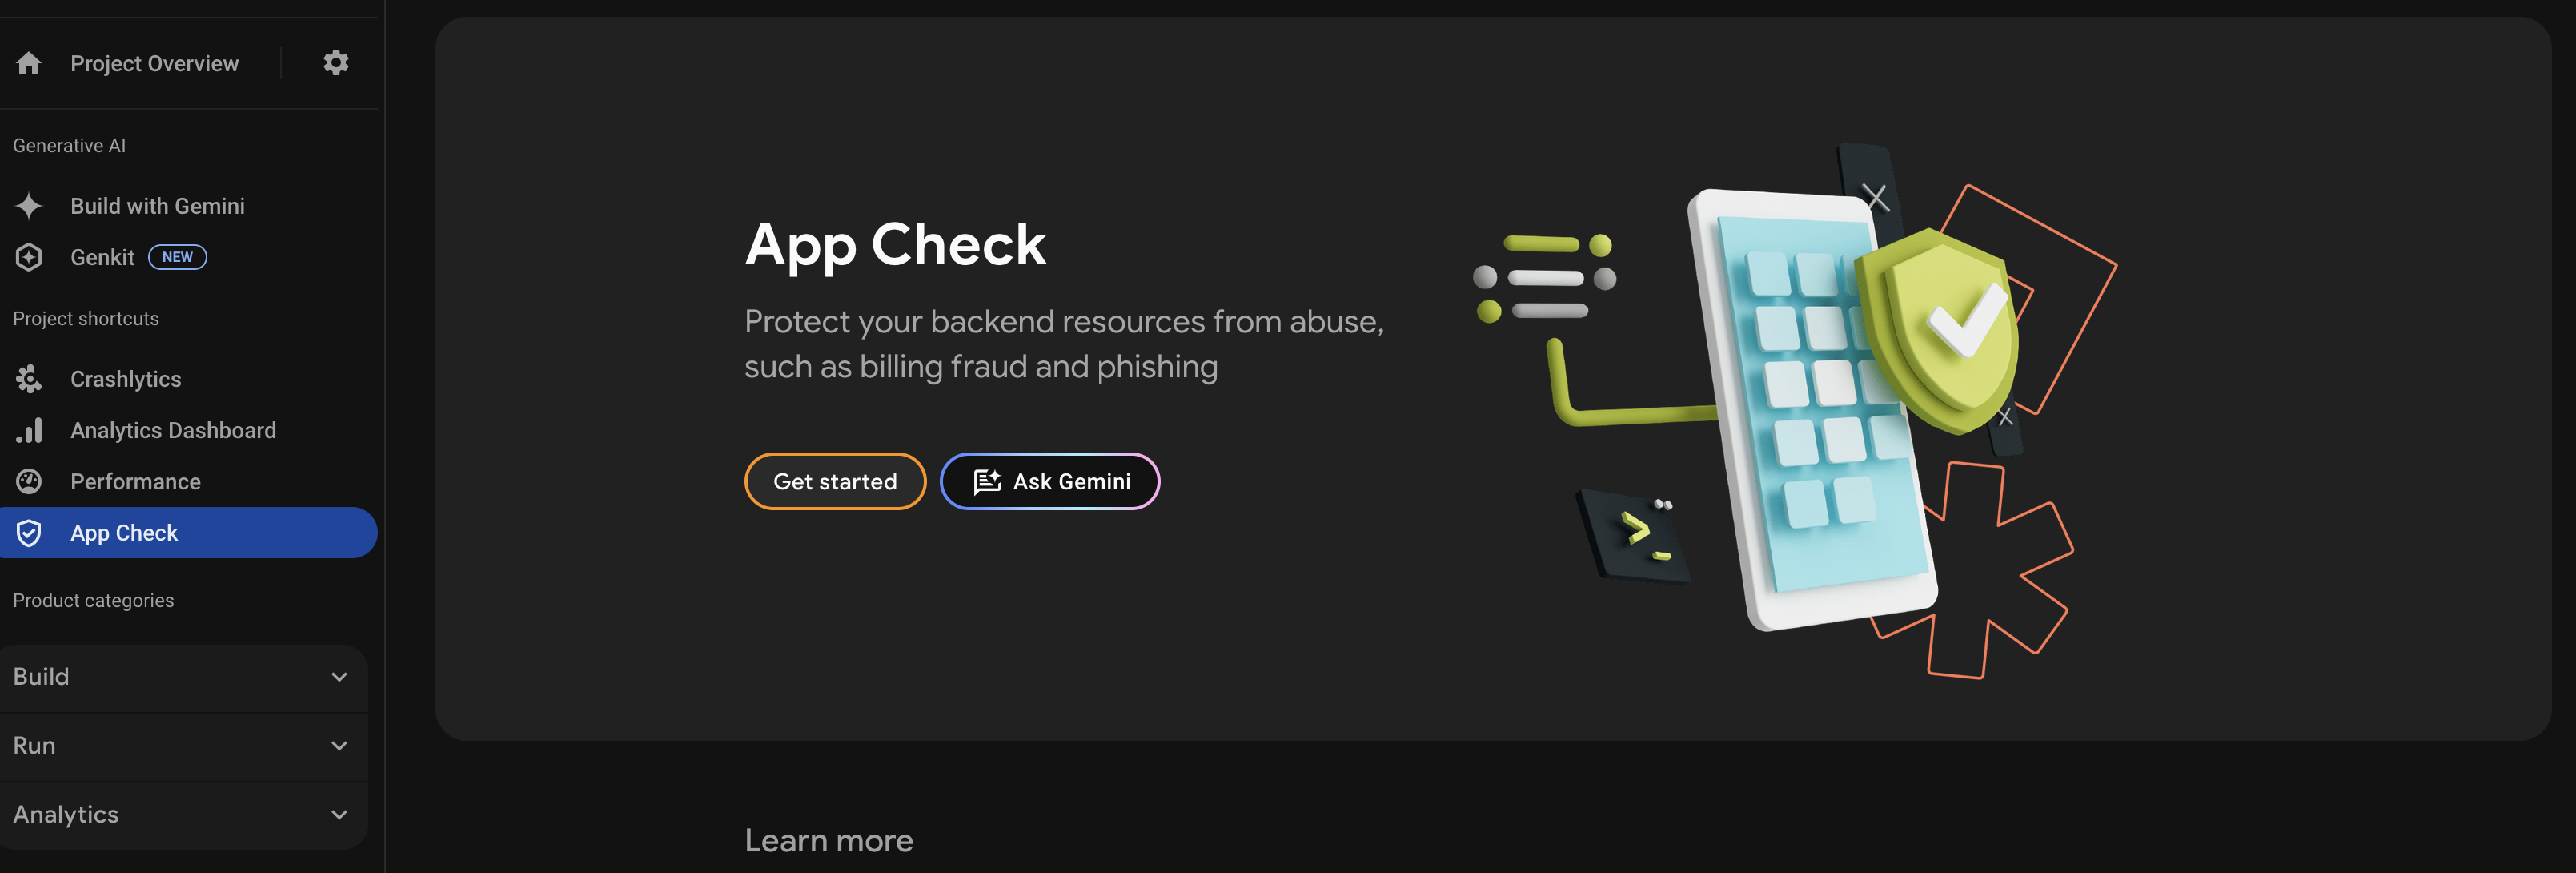 Project Overview
Generative AI
Build with Gemini
Genkit NEW
Project shortcuts
Crashlytics
Analytics Dashboard
Performance
App Check
Product categories
Build
Run
Analytics
App Check
Protect your backend resources from abuse,
such as billing fraud and phishing
Get started
Ask Gemini
Learn more